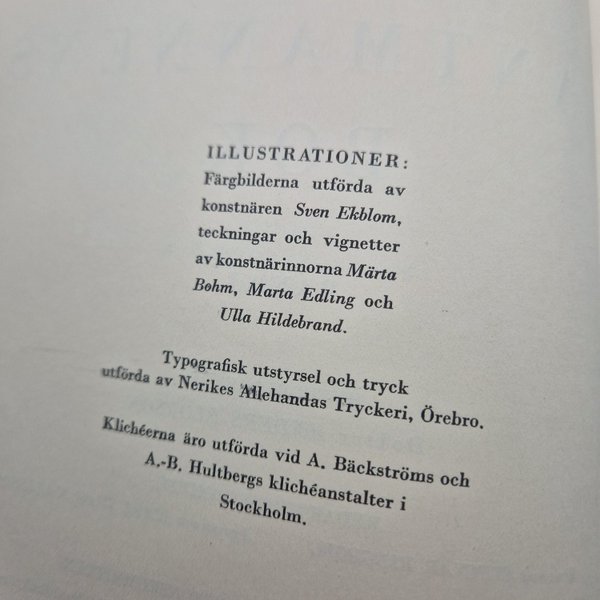 ILLUSTRATIONER:
Färgbilderna utförda av
konstnären Sven Ekblom,
teckningar och vignetter
av konstnärinnorna Märta
Bohm, Marta Edling och
Ulla Hildebrand.
Typografisk utstyrsel och tryck
utförda av Nerikes Allehandas Tryckeri, Örebro.
Klichéerna äro utförda vid A. Bäckströms och
A.-B. Hultbergs klichéanstalter i
Stockholm.